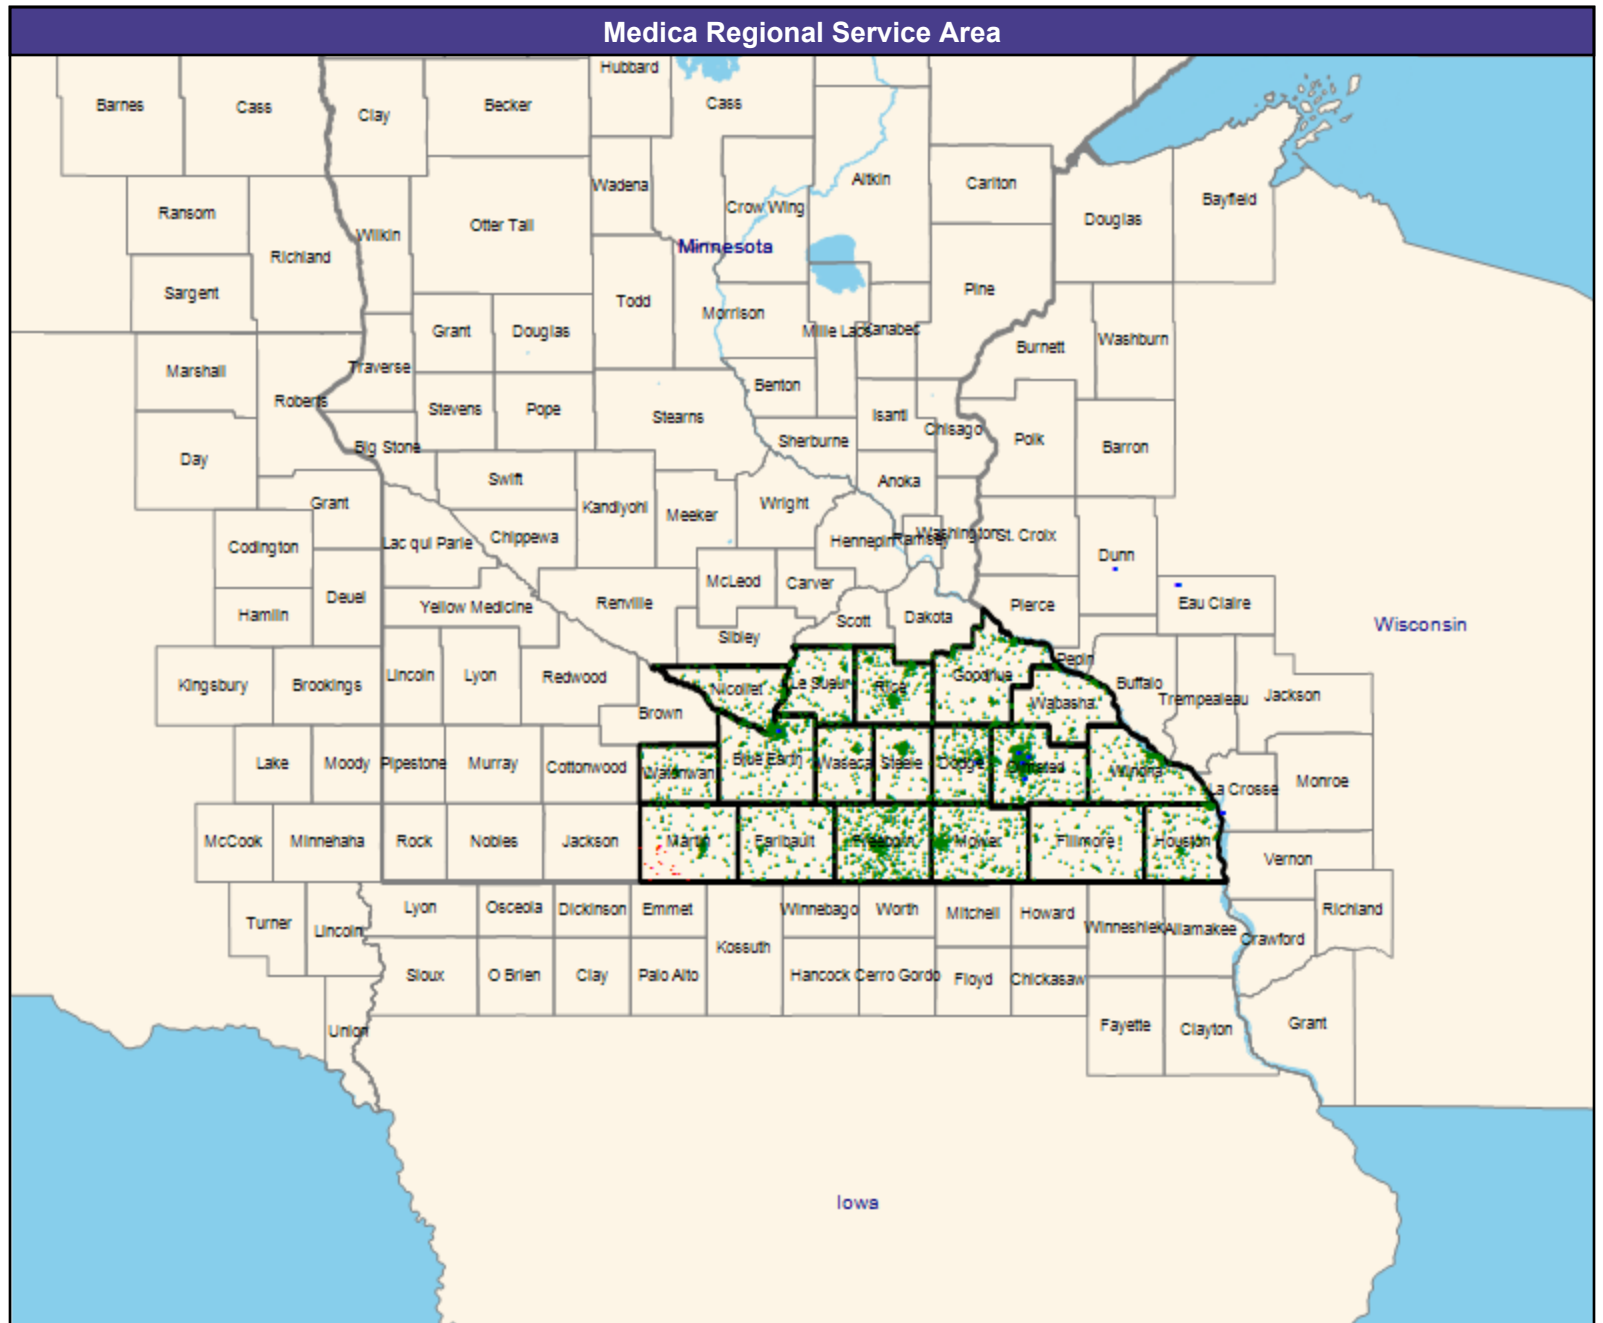 Medica Regional Service Area
Hubbard
Barnes
Cass
Clay
Becker
Cass
Wadena
Aitkin
Carlton
Crow Wing
Bayfield
Ransom
Douglas
Otter Tail
Wilkin
Minnesota
Richland
Sargent
Pine
Todd
Morrison
Grant
Douglas
Mille Lacs
Kanabec
Washburn
Burnett
Marshall
Traverse
Benton
Roberts
Stevens
Pope
Stearns
Isanti
Chisago
Polk
Barron
Big Stone
Sherburne
Day
Swift
Anoka
Grant
Kandiyohi
Meeker
Wright
Codington
Lac qui Parle
Chippewa
Hennepin
Ramsey
Washington
St. Croix
Dunn
McLeod
Carver
Deuel
Yellow Medicine
Renville
Pierce
Eau Claire
Hamlin
Scott
Dakota
Wisconsin
Sibley
Pepin
Kingsbury
Brookings
Lincoln
Lyon
Redwood
Nicollet
Le Sueur
Rice
Goodhue
Buffalo
Trempealeau
Jackson
Wabasha
Brown
Lake
Moody
Pipestone
Murray
Cottonwood
Watonwan
Blue Earth
Waseca
Steele
Dodge
Olmsted
Winona
La Crosse
Monroe
McCook
Minnehaha
Rock
Nobles
Jackson
Martin
Faribault
Freeborn
Mower
Fillmore
Houston
Vernon
Turner
Lincoln
Lyon
Osceola
Dickinson
Emmet
Winnebago
Worth
Mitchell
Howard
Winneshiek
Allamakee
Crawford
Richland
Kossuth
Sioux
O Brien
Clay
Palo Alto
Hancock
Cerro Gordo
Floyd
Chickasaw
Union
Fayette
Clayton
Grant
Iowa